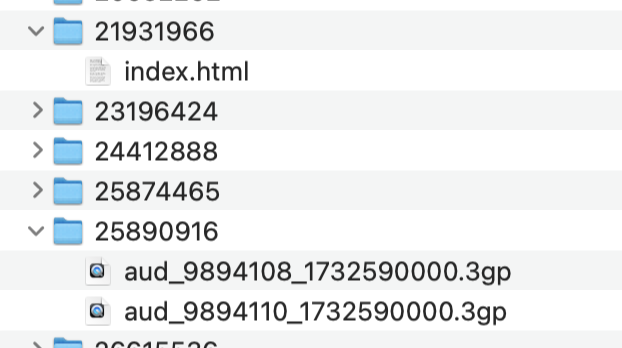 21931966
index.html
23196424
24412888
25874465
25890916
aud_9894108_1732590000.3gp
aud_9894110_1732590000.3gp